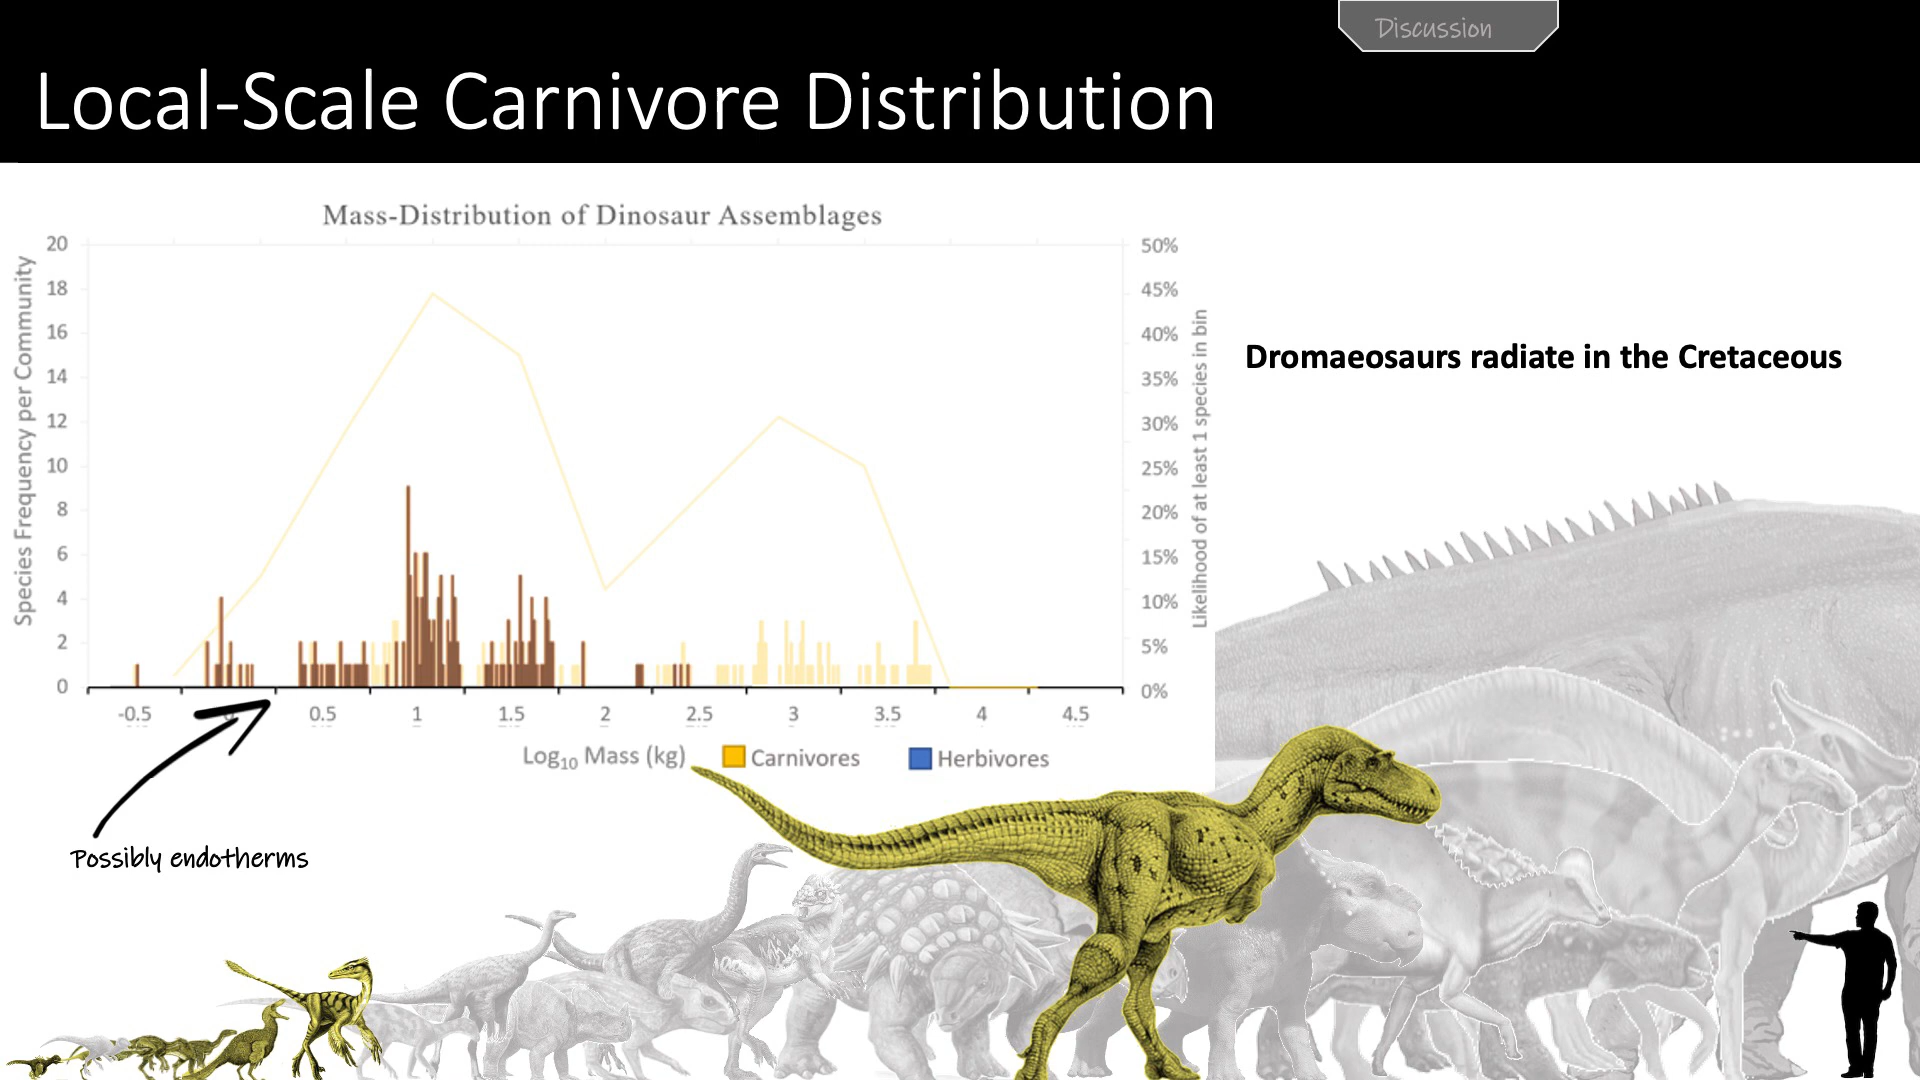 Discussion
Local-Scale Carnivore Distribution
Mass-Distribution of Dinosaur Assemblages
Species Frequency per Community
20
18
16
14
12
10
8
6
4
2
0
50%
45%
40%
35%
30%
25%
20%
15%
10%
5%
0%
Likelihood of at least 1 species in bin
-0.5 0 0.5 1 1.5 2 2.5 3 3.5 4 4.5
Log₁₀ Mass (kg)
Carnivores
Herbivores
Dromaeosaurs radiate in the Cretaceous
Possibly endotherms